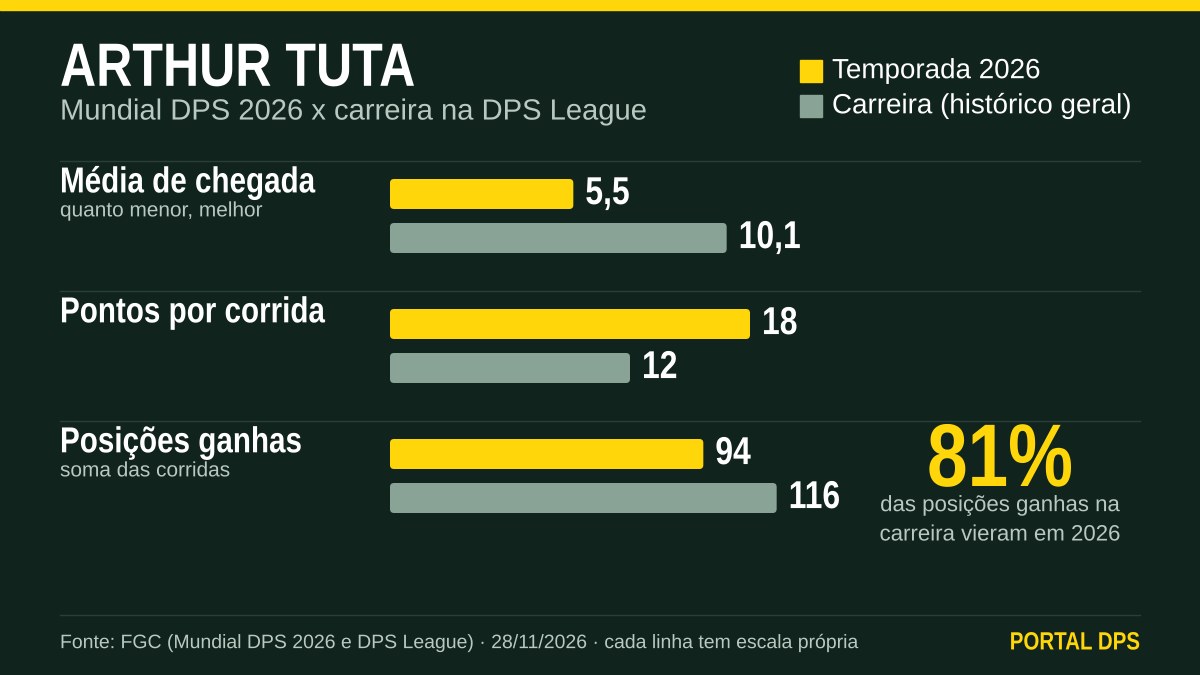 ARTHUR TUTA
Mundial DPS 2026 x carreira na DPS League
Temporada 2026
Carreira (histórico geral)
Média de chegada
quanto menor, melhor
5,5
10,1
Pontos por corrida
18
12
Posições ganhas
soma das corridas
94
116
81%
das posições ganhas na
carreira vieram em 2026
Fonte: FGC (Mundial DPS 2026 e DPS League) · 28/11/2026 · cada linha tem escala própria
PORTAL DPS